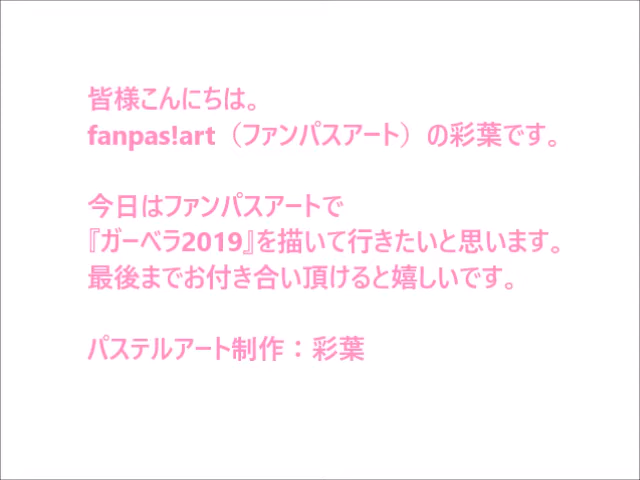 皆様こんにちは。
fanpas!art（ファンパスアート）の彩葉です。
今日はファンパスアートで
『ガーベラ2019』を描いて行きたいと思います。
最後までお付き合い頂けると嬉しいです。
パステルアート制作：彩葉